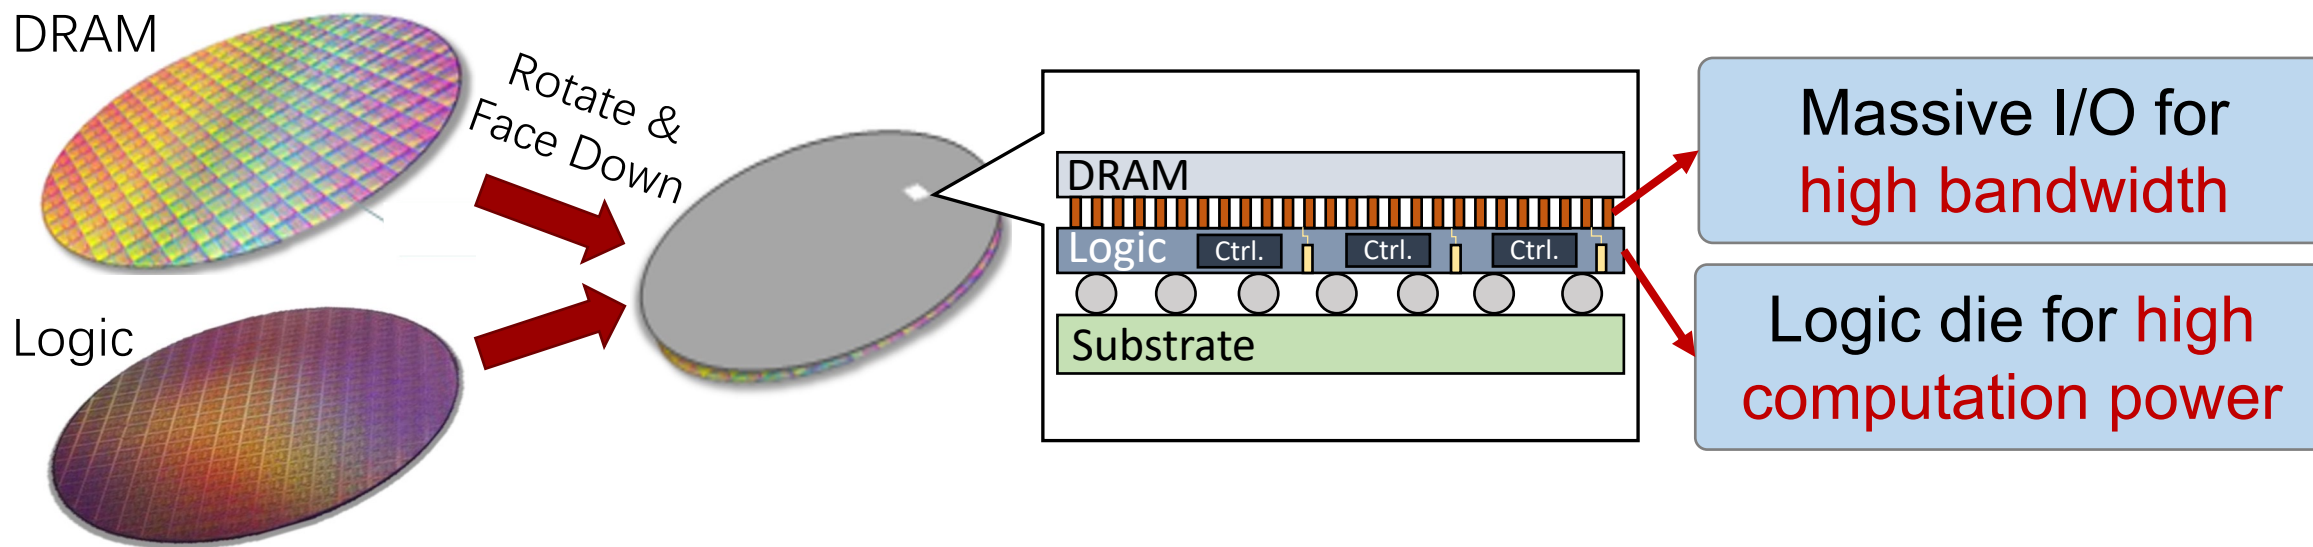 DRAM
Rotate &
Face Down
Logic
DRAM
Logic
Ctrl.
Ctrl.
Ctrl.
Substrate
Massive I/O for
high bandwidth
Logic die for high
computation power